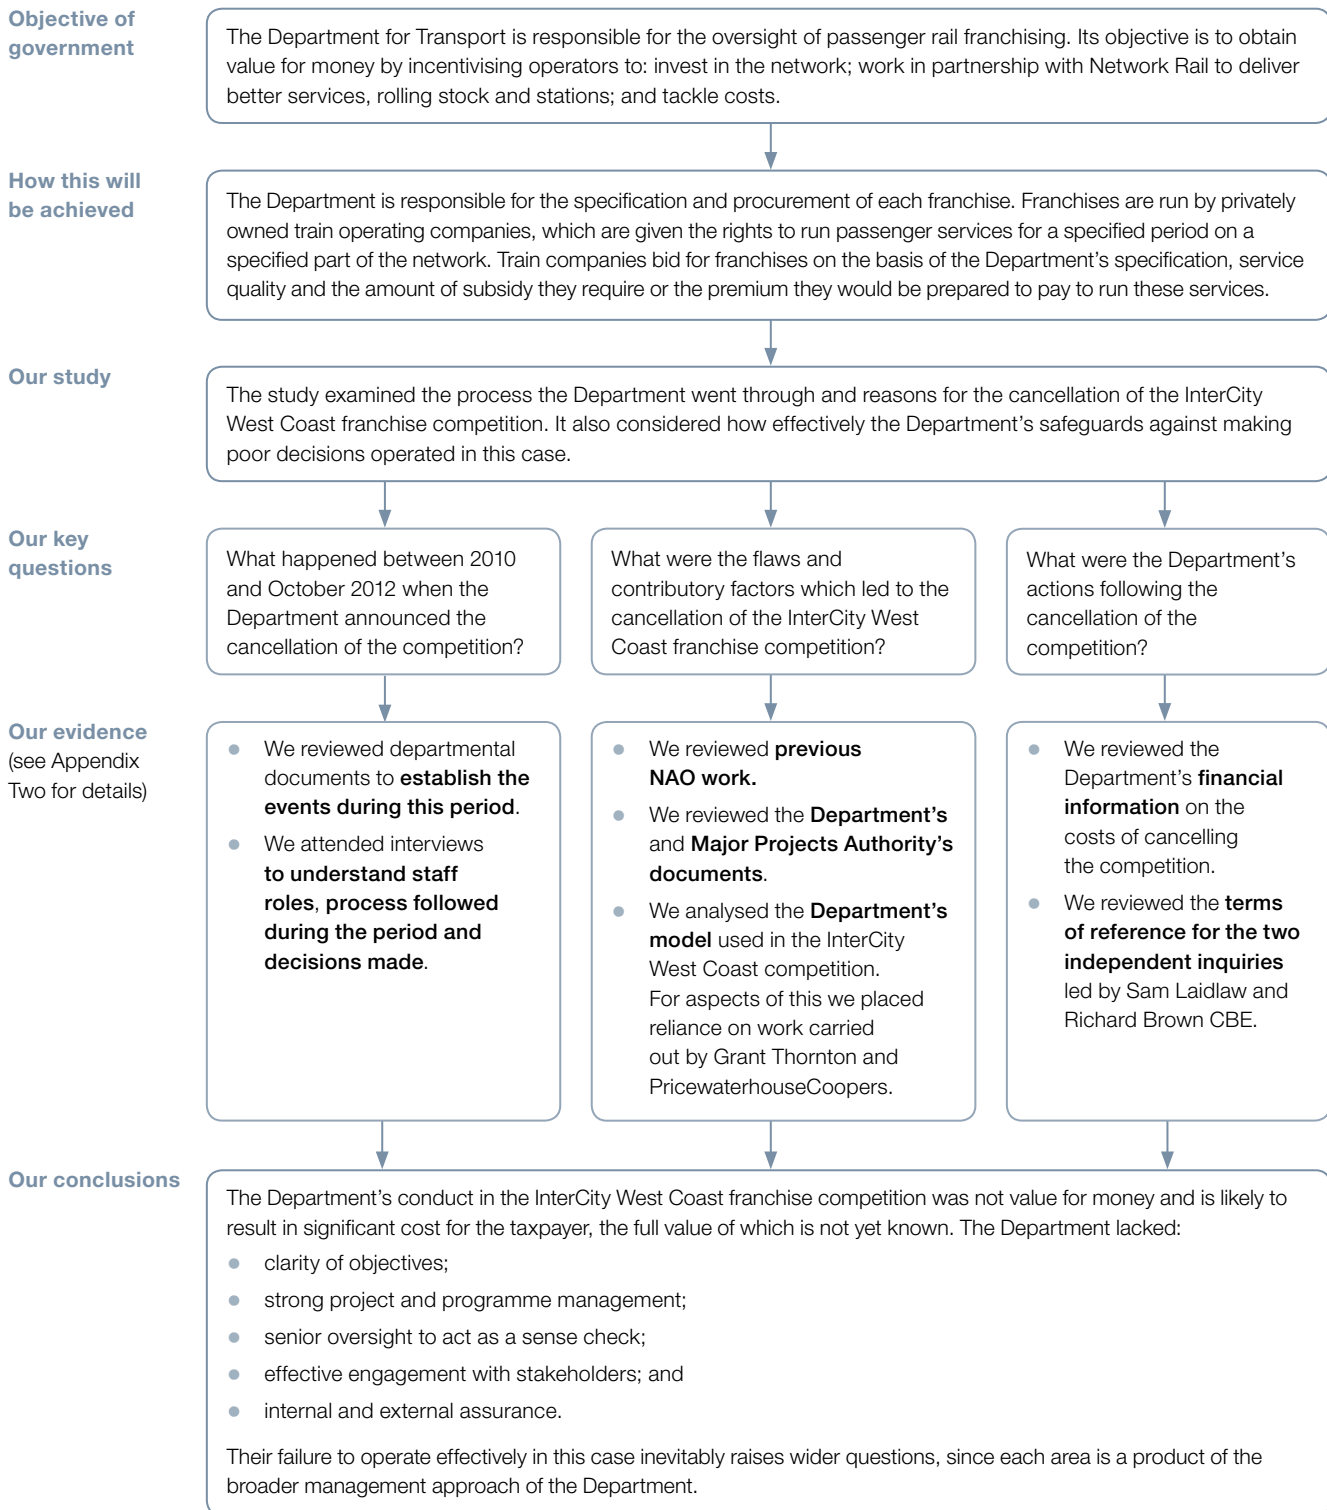 Objective of
government
The Department for Transport is responsible for the oversight of passenger rail franchising. Its objective is to obtain
value for money by incentivising operators to: invest in the network; work in partnership with Network Rail to deliver
better services, rolling stock and stations; and tackle costs.
How this will
be achieved
The Department is responsible for the specification and procurement of each franchise. Franchises are run by privately
owned train operating companies, which are given the rights to run passenger services for a specified period on a
specified part of the network. Train companies bid for franchises on the basis of the Department's specification, service
quality and the amount of subsidy they require or the premium they would be prepared to pay to run these services.
Our study
The study examined the process the Department went through and reasons for the cancellation of the InterCity
West Coast franchise competition. It also considered how effectively the Department's safeguards against making
poor decisions operated in this case.
Our key
questions
What happened between 2010
and October 2012 when the
Department announced the
cancellation of the competition?
What were the flaws and
contributory factors which led to the
cancellation of the InterCity West
Coast franchise competition?
What were the Department's
actions following the
cancellation of the
competition?
Our evidence
(see Appendix
Two for details)
• We reviewed departmental
documents to establish the
events during this period.
• We attended interviews
to understand staff
roles, process followed
during the period and
decisions made.
• We reviewed previous
NAO work.
• We reviewed the Department's
and Major Projects Authority's
documents.
• We analysed the Department's
model used in the InterCity
West Coast competition.
For aspects of this we placed
reliance on work carried
out by Grant Thornton and
PricewaterhouseCoopers.
• We reviewed the
Department's financial
information on the
costs of cancelling
the competition.
• We reviewed the terms
of reference for the two
independent inquiries
led by Sam Laidlaw and
Richard Brown CBE.
Our conclusions
The Department's conduct in the InterCity West Coast franchise competition was not value for money and is likely to
result in significant cost for the taxpayer, the full value of which is not yet known. The Department lacked:
• clarity of objectives;
• strong project and programme management;
• senior oversight to act as a sense check;
• effective engagement with stakeholders; and
• internal and external assurance.
Their failure to operate effectively in this case inevitably raises wider questions, since each area is a product of the
broader management approach of the Department.